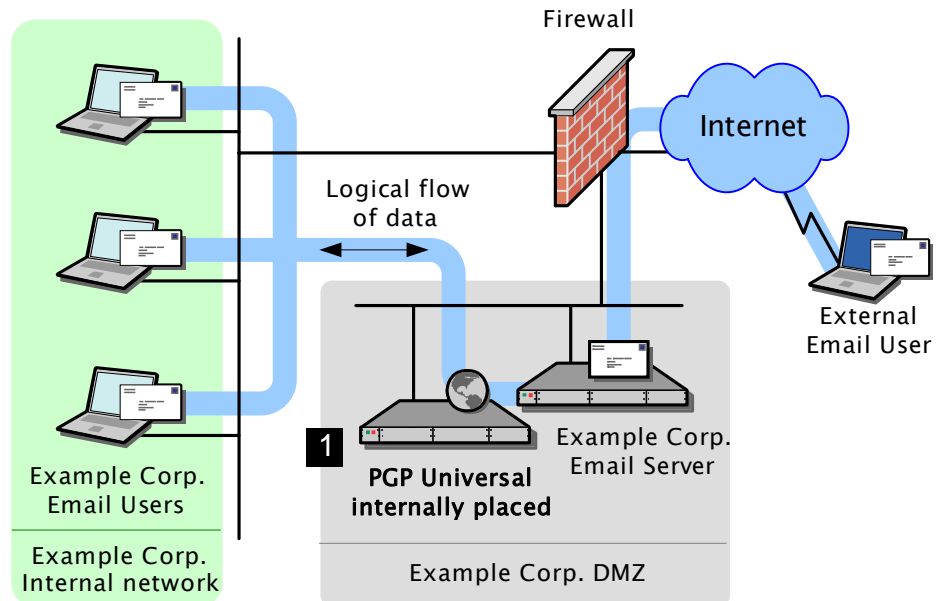 Firewall
Internet
Logical flow
of data
External
Email User
1
PGP Universal
internally placed
Example Corp.
Email Server
Example Corp.
Email Users
Example Corp.
Internal network
Example Corp. DMZ